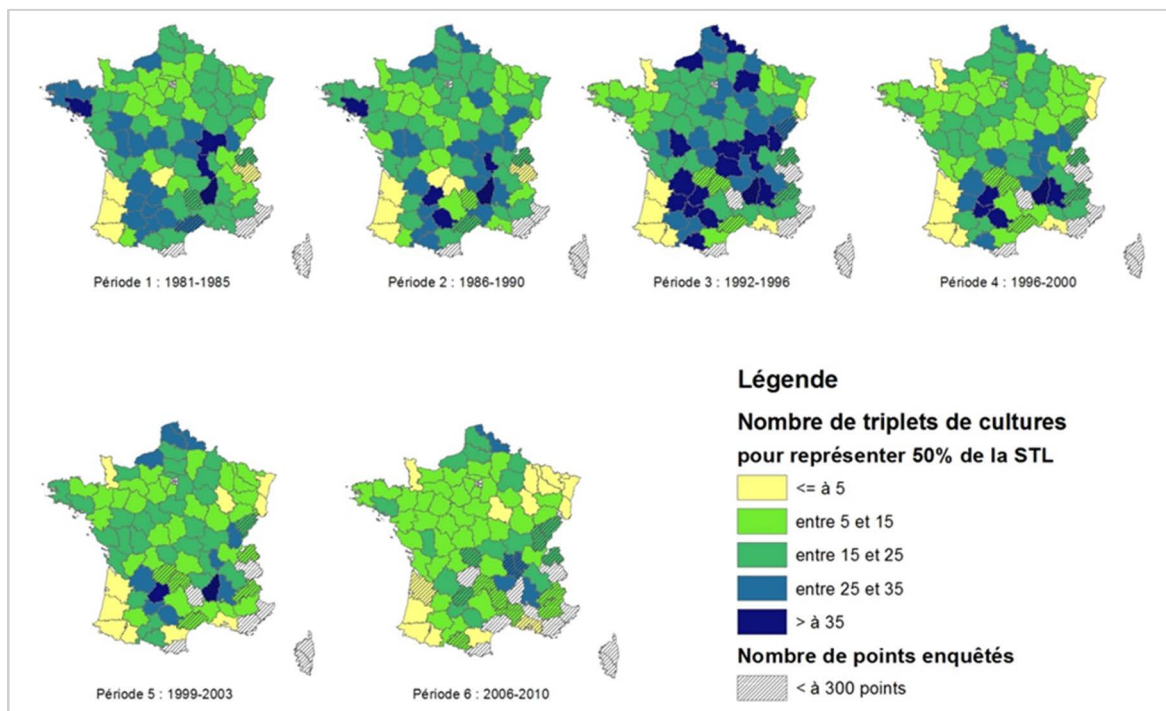 Période 1 : 1981-1985
Période 2 : 1986-1990
Période 3 : 1992-1996
Période 4 : 1996-2000
Période 5 : 1999-2003
Période 6 : 2006-2010
Légende
Nombre de triplets de cultures
pour représenter 50% de la STL
<= à 5
entre 5 et 15
entre 15 et 25
entre 25 et 35
> à 35
Nombre de points enquêtés
< à 300 points